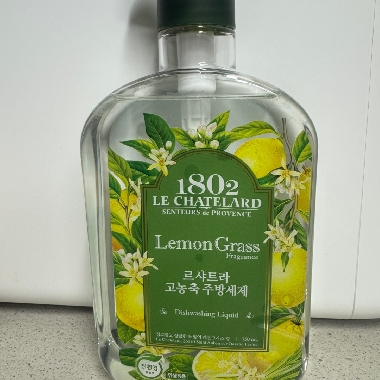 1802
LE CHATELARD
SENTEURS de PROVENCE
Lemon Grass
Fragrance
르샤트라
고농축 주방세제
Dishwashing Liquid